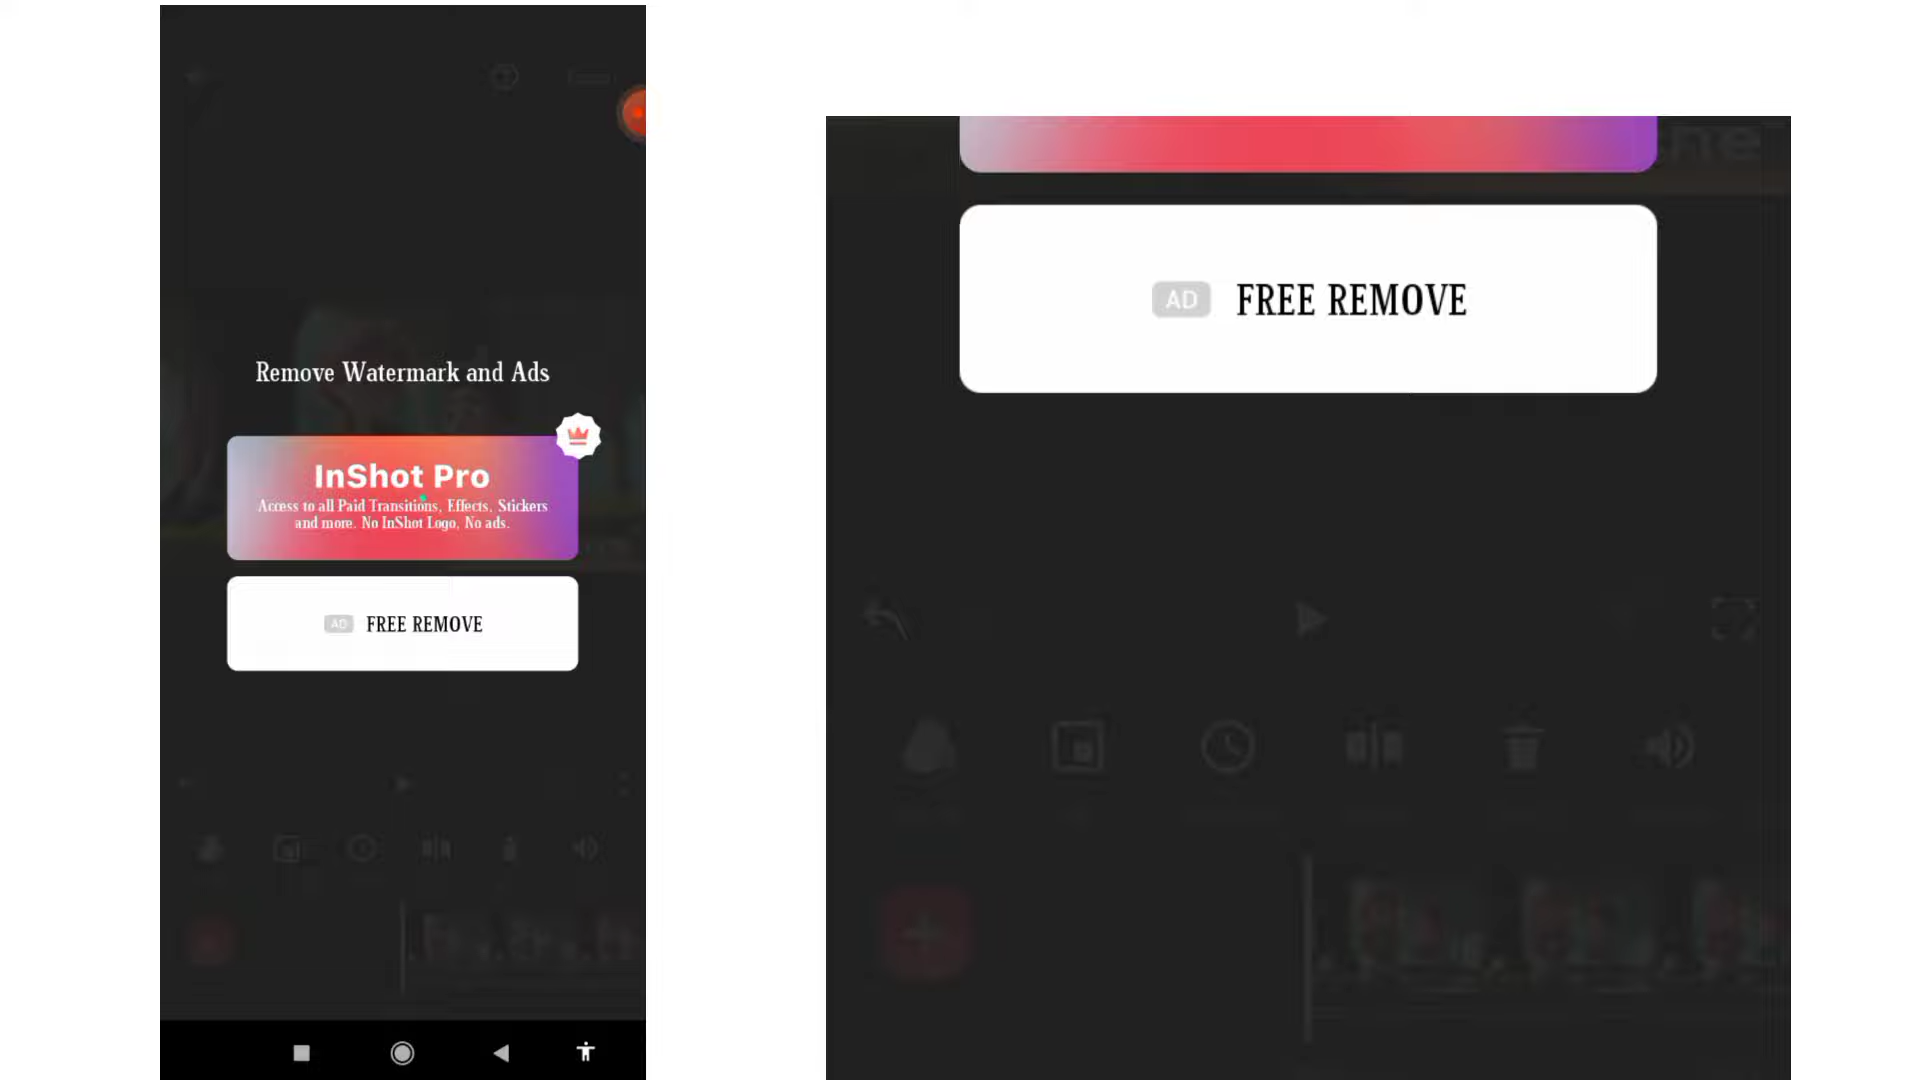 Remove Watermark and Ads
InShot Pro
Access to all Paid Transitions, Effects, Stickers
and more. No InShot Logo, No ads.
AD FREE REMOVE
AD FREE REMOVE